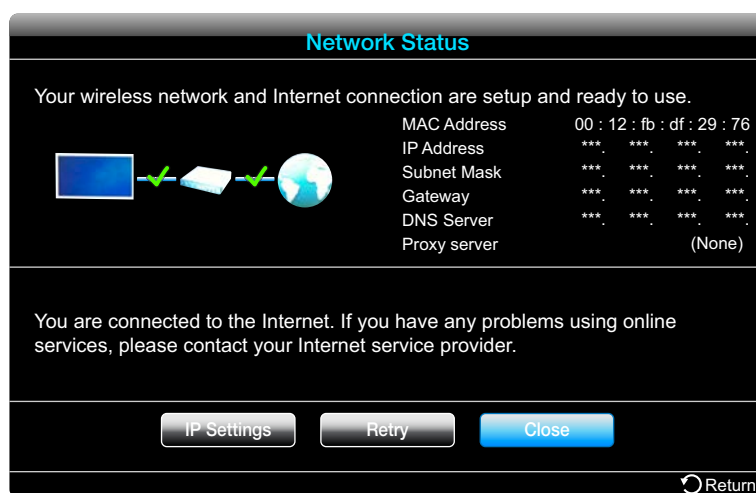 Network Status
Your wireless network and Internet connection are setup and ready to use.
MAC Address 00 : 12 : fb : df : 29 : 76
IP Address ***. ***. ***. ***.
Subnet Mask ***. ***. ***. ***.
Gateway ***. ***. ***. ***.
DNS Server ***. ***. ***. ***.
Proxy server (None)
You are connected to the Internet. If you have any problems using online
services, please contact your Internet service provider.
IP Settings Retry Close
Return